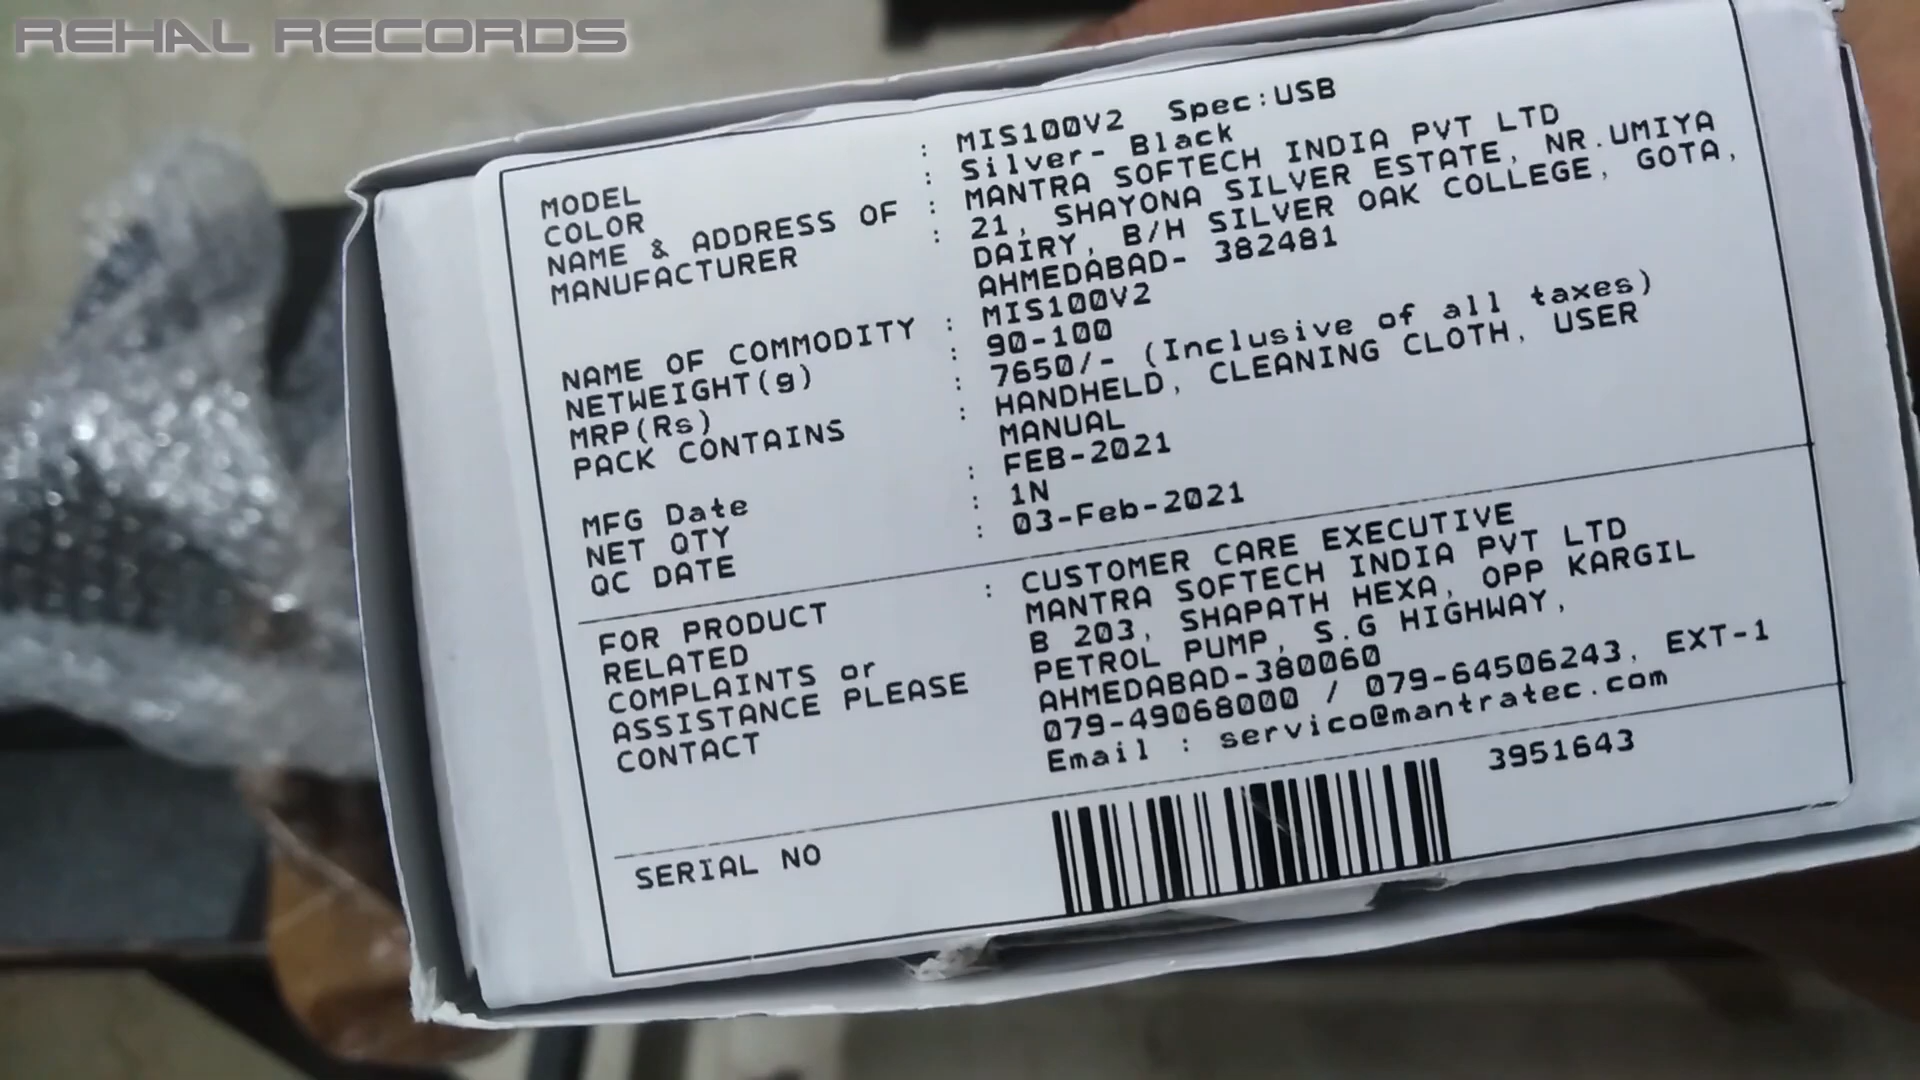 REHAL RECORDS
MODEL : MIS100V2 Spec:USB
COLOR : Silver- Black
NAME & ADDRESS OF : MANTRA SOFTECH INDIA PVT LTD
MANUFACTURER : 21, SHAYONA SILVER ESTATE, NR.UMIYA
DAIRY, B/H SILVER OAK COLLEGE, GOTA,
AHMEDABAD- 382481
NAME OF COMMODITY : MIS100V2
NETWEIGHT(g) : 90-100
MRP(Rs) : 7650/- (Inclusive of all taxes)
PACK CONTAINS : HANDHELD, CLEANING CLOTH, USER
MANUAL
MFG Date : FEB-2021
NET QTY : 1N
QC DATE : 03-Feb-2021
FOR PRODUCT : CUSTOMER CARE EXECUTIVE
RELATED MANTRA SOFTECH INDIA PVT LTD
COMPLAINTS or B 203, SHAPATH HEXA, OPP KARGIL
ASSISTANCE PLEASE PETROL PUMP, S.G HIGHWAY,
CONTACT AHMEDABAD-380060
079-49068000 / 079-64506243, EXT-1
Email : servico@mantratec.com
SERIAL NO 3951643